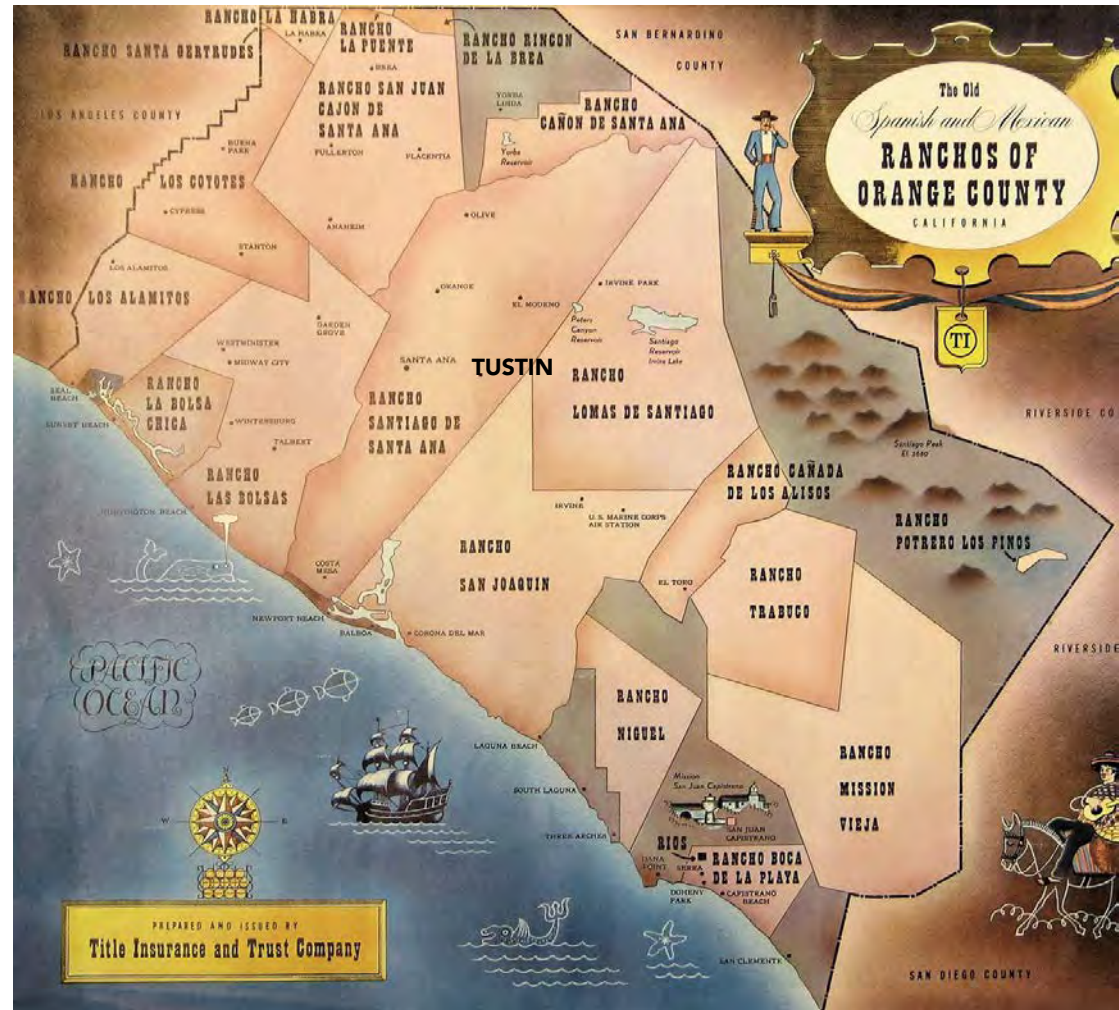 The Old
Spanish and Mexican
RANCHOS OF
ORANGE COUNTY
CALIFORNIA
TI
SAN BERNARDINO
COUNTY
RANCHO LA HABRA
LA HABRA
RANCHO SANTA GERTRUDES
RANCHO
LA PUENTE
BREA
RANCHO RINCON
DE LA BREA
RANCHO SAN JUAN
CAJON DE
SANTA ANA
YORBA
LINDA
RANCHO
CAÑON DE SANTA ANA
Yorba
Reservoir
LOS ANGELES COUNTY
BUENA
PARK
FULLERTON
PLACENTIA
RANCHO LOS COYOTES
CYPRESS
ANAHEIM
OLIVE
STANTON
LOS ALAMITOS
RANCHO LOS ALAMITOS
ORANGE
EL MODENO
IRVINE PARK
Peters
Canyon
Reservoir
Santiago
Reservoir
Irvine Lake
GARDEN
GROVE
WESTMINISTER
MIDWAY CITY
SANTA ANA
TUSTIN
RANCHO
LOMAS DE SANTIAGO
SEAL
BEACH
SUNSET BEACH
RANCHO
LA BOLSA
CHICA
WINTERSBURG
TALBERT
RANCHO
SANTIAGO DE
SANTA ANA
RIVERSIDE CO
Santiago Peak
El. 5680
RANCHO
LAS BOLSAS
HUNTINGTON BEACH
RANCHO CAÑADA
DE LOS ALISOS
IRVINE
U.S. MARINE CORPS
AIR STATION
RANCHO
POTRERO LOS PINOS
RANCHO
SAN JOAQUIN
COSTA
MESA
EL TORO
RANCHO
TRABUCO
NEWPORT BEACH
BALBOA
CORONA DEL MAR
RIVERSIDE
PACIFIC
OCEAN
RANCHO
NIGUEL
LAGUNA BEACH
RANCHO
MISSION
VIEJA
Mission
San Juan Capistrano
SOUTH LAGUNA
THREE ARCHES
SAN JUAN
CAPISTRANO
RIOS
DANA
POINT
SERRA
RANCHO BOCA
DE LA PLAYA
DOHENY
PARK
CAPISTRANO
BEACH
SAN CLEMENTE
SAN DIEGO COUNTY
N
W
E
PREPARED AND ISSUED BY
Title Insurance and Trust Company